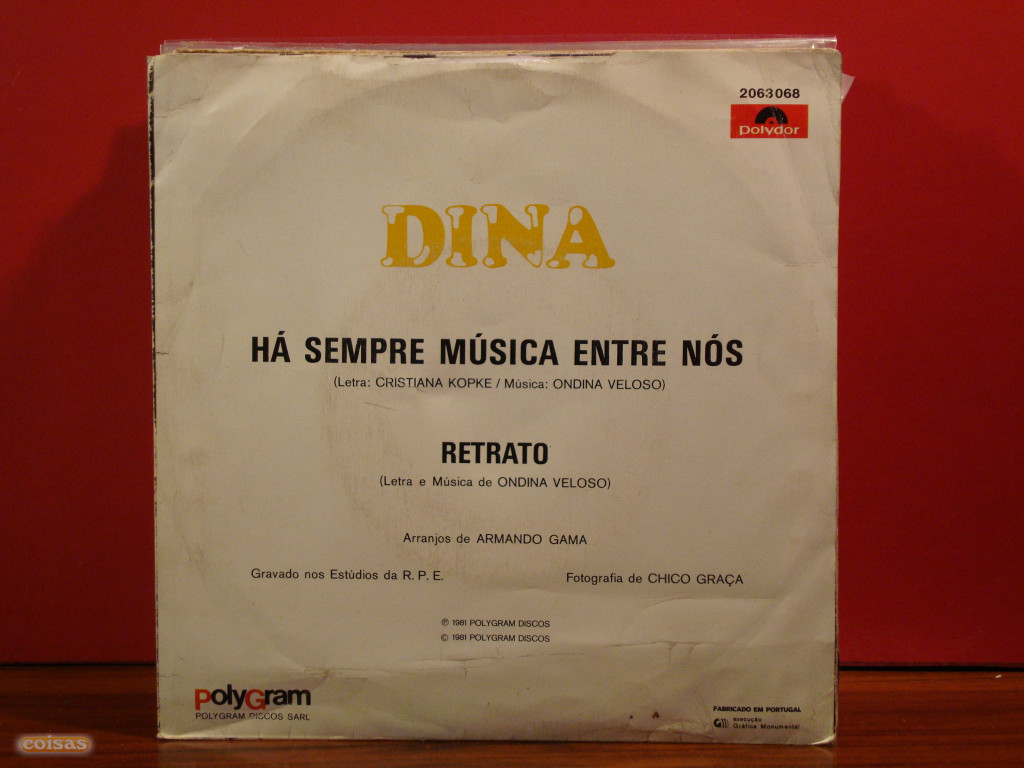 2063068
polydor
DINA
HÁ SEMPRE MÚSICA ENTRE NÓS
(Letra: CRISTIANA KOPKE / Música: ONDINA VELOSO)
RETRATO
(Letra e Música de ONDINA VELOSO)
Arranjos de ARMANDO GAMA
Gravado nos Estúdios da R. P. E.
Fotografia de CHICO GRAÇA
℗ 1981 POLYGRAM DISCOS
© 1981 POLYGRAM DISCOS
PolyGram
POLYGRAM DISCOS SARL
FABRICADO EM PORTUGAL
execução
Gráfica Monumental
coisas